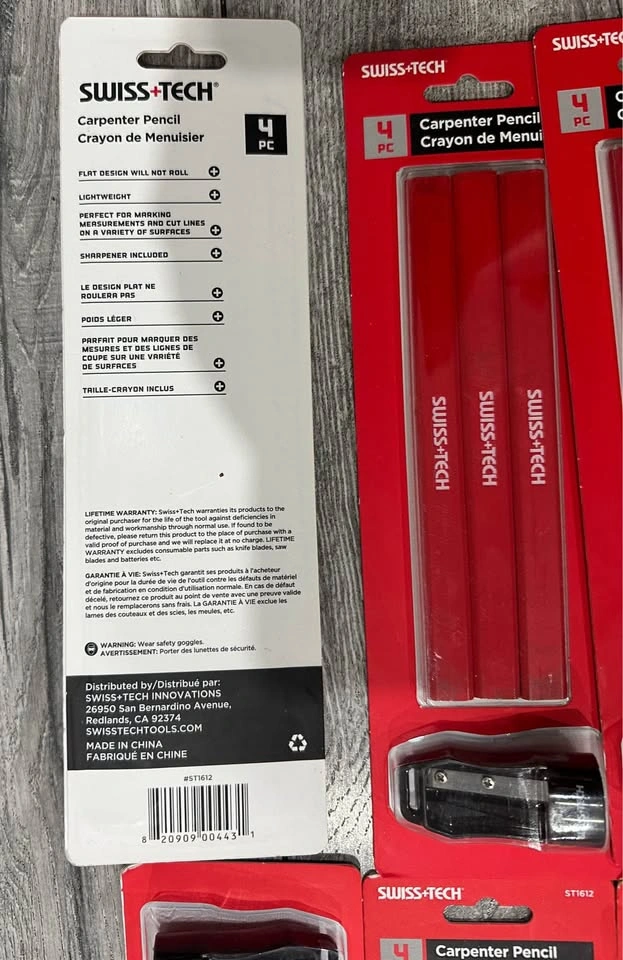 SWISS+TECH®
Carpenter Pencil
Crayon de Menuisier
4
PC
FLAT DESIGN WILL NOT ROLL
LIGHTWEIGHT
PERFECT FOR MARKING
MEASUREMENTS AND CUT LINES
ON A VARIETY OF SURFACES
SHARPENER INCLUDED
LE DESIGN PLAT NE
ROULERA PAS
POIDS LÉGER
PARFAIT POUR MARQUER DES
MESURES ET DES LIGNES DE
COUPE SUR UNE VARIÉTÉ
DE SURFACES
TAILLE-CRAYON INCLUS
LIFETIME WARRANTY: Swiss+Tech warranties its products to the
original purchaser for the life of the tool against deficiencies in
material and workmanship through normal use. If found to be
defective, please return this product to the place of purchase with a
valid proof of purchase and we will replace it at no charge. LIFETIME
WARRANTY excludes consumable parts such as knife blades, saw
blades and batteries etc.
GARANTIE À VIE: Swiss+Tech garantit ses produits à l'acheteur
d'origine pour la durée de vie de l'outil contre les défauts de matériel
et de fabrication en condition d'utilisation normale. En cas de défaut
décelé, retournez ce produit au point de vente avec une preuve valide
et nous le remplacerons sans frais. La GARANTIE À VIE exclue les
lames des couteaux et des scies, les meules, etc.
WARNING: Wear safety goggles.
AVERTISSEMENT: Porter des lunettes de sécurité.
Distributed by/Distribué par:
SWISS+TECH INNOVATIONS
26950 San Bernardino Avenue,
Redlands, CA 92374
SWISSTECHTOOLS.COM
MADE IN CHINA
FABRIQUÉ EN CHINE
#ST1612
8 20909 00443 1
SWISS+TECH
4
PC
Carpenter Pencil
Crayon de Menui
SWISS+TECH
SWISS+TECH
SWISS+TECH
SWISS+TEC
4
PC
C
C
SWISS+TECH
ST1612
4
Carpenter Pencil